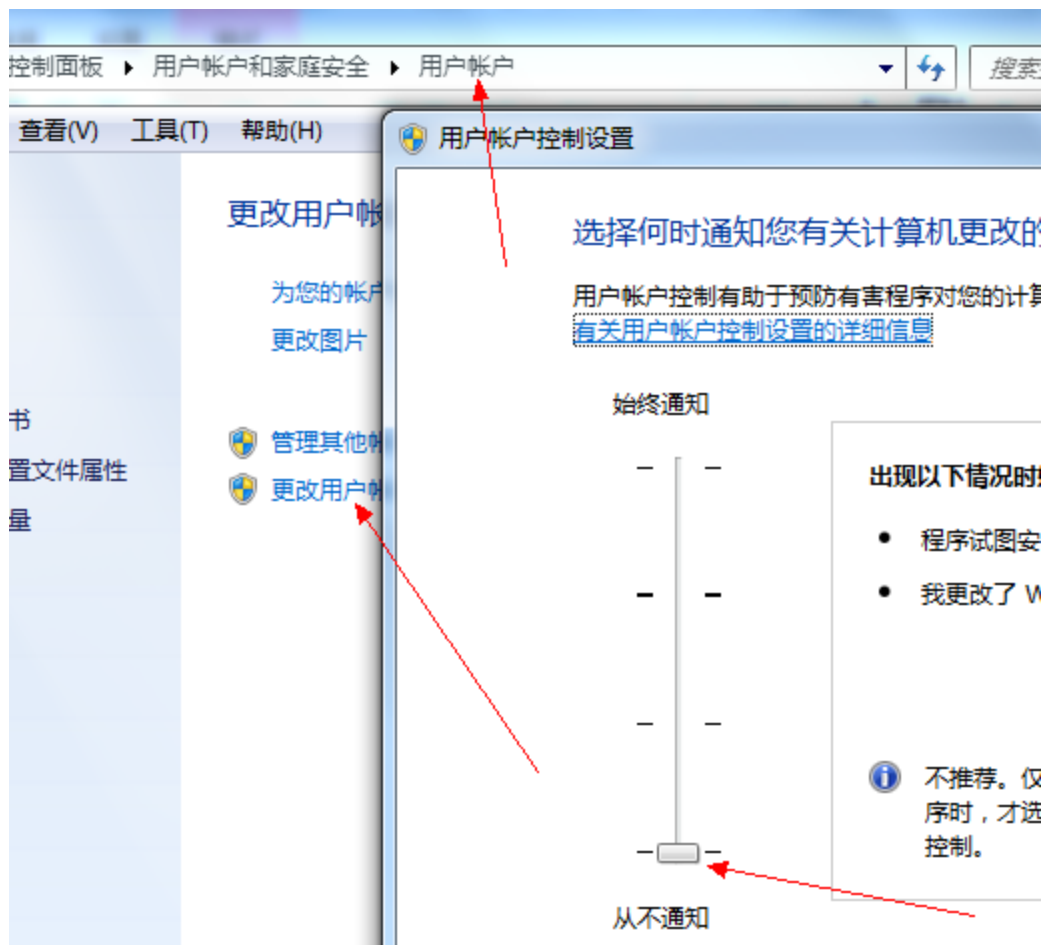 控制面板 ▸ 用户帐户和家庭安全 ▸ 用户帐户
搜索
查看(V) 工具(T) 帮助(H)
用户帐户控制设置
更改用户帐
选择何时通知您有关计算机更改的
为您的帐户
用户帐户控制有助于预防有害程序对您的计算
更改图片
有关用户帐户控制设置的详细信息
始终通知
书
管理其他帐
置文件属性
出现以下情况时
更改用户帐
量
程序试图安
我更改了 W
不推荐。仅
序时，才选
控制。
从不通知